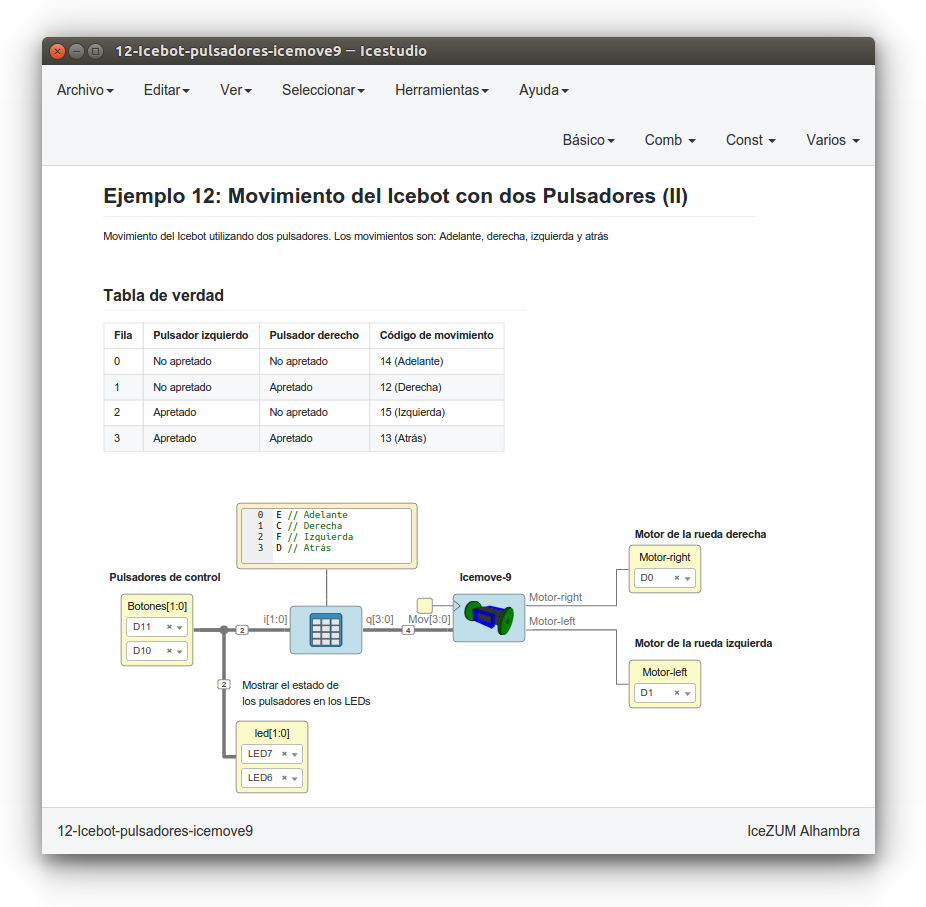 12-Icebot-pulsadores-icemove9 — Icestudio
Archivo Editar Ver Seleccionar Herramientas Ayuda
Básico Comb Const Varios
Ejemplo 12: Movimiento del Icebot con dos Pulsadores (II)
Movimiento del Icebot utilizando dos pulsadores. Los movimientos son: Adelante, derecha, izquierda y atrás
Tabla de verdad
Fila Pulsador izquierdo Pulsador derecho Código de movimiento
0 No apretado No apretado 14 (Adelante)
1 No apretado Apretado 12 (Derecha)
2 Apretado No apretado 15 (Izquierda)
3 Apretado Apretado 13 (Atrás)
0 E // Adelante
1 C // Derecha
2 F // Izquierda
3 D // Atrás
Motor de la rueda derecha
Motor-right
D0
Pulsadores de control
Icemove-9
Botones[1:0]
D11
D10
2
i[1:0]
q[3:0]
4
Mov[3:0]
Motor-right
Motor-left
Motor de la rueda izquierda
Motor-left
D1
2
Mostrar el estado de
los pulsadores en los LEDs
led[1:0]
LED7
LED6
12-Icebot-pulsadores-icemove9
IceZUM Alhambra